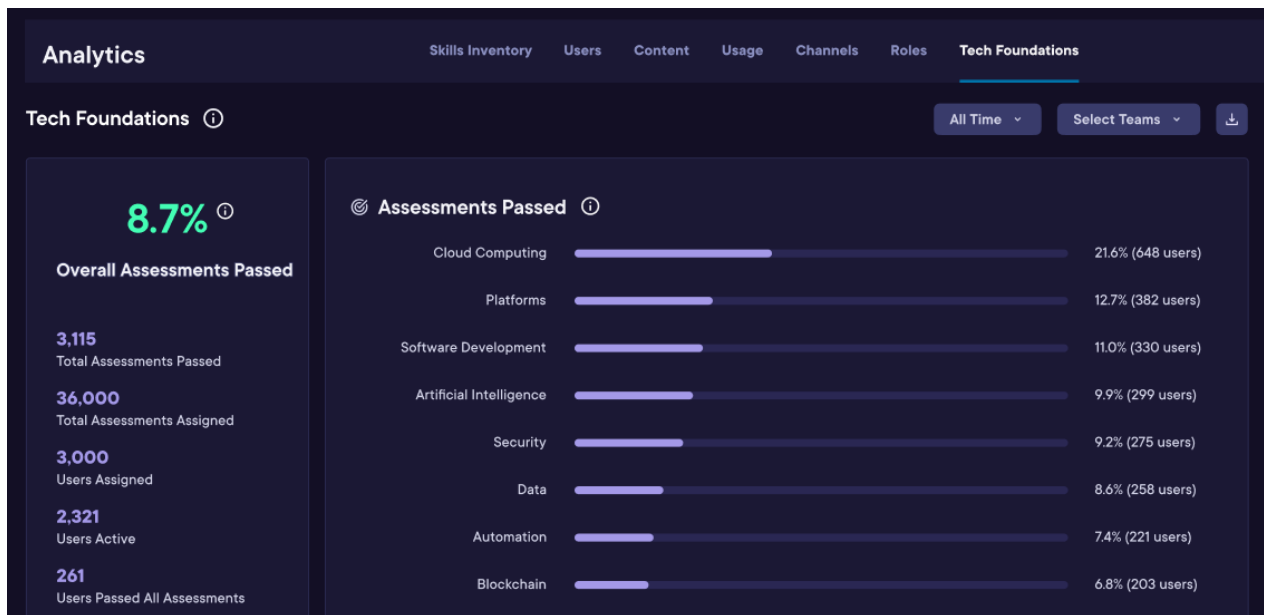 Analytics
Skills Inventory Users Content Usage Channels Roles Tech Foundations
Tech Foundations
All Time Select Teams
8.7%
Overall Assessments Passed
3,115
Total Assessments Passed
36,000
Total Assessments Assigned
3,000
Users Assigned
2,321
Users Active
261
Users Passed All Assessments
Assessments Passed
Cloud Computing 21.6% (648 users)
Platforms 12.7% (382 users)
Software Development 11.0% (330 users)
Artificial Intelligence 9.9% (299 users)
Security 9.2% (275 users)
Data 8.6% (258 users)
Automation 7.4% (221 users)
Blockchain 6.8% (203 users)